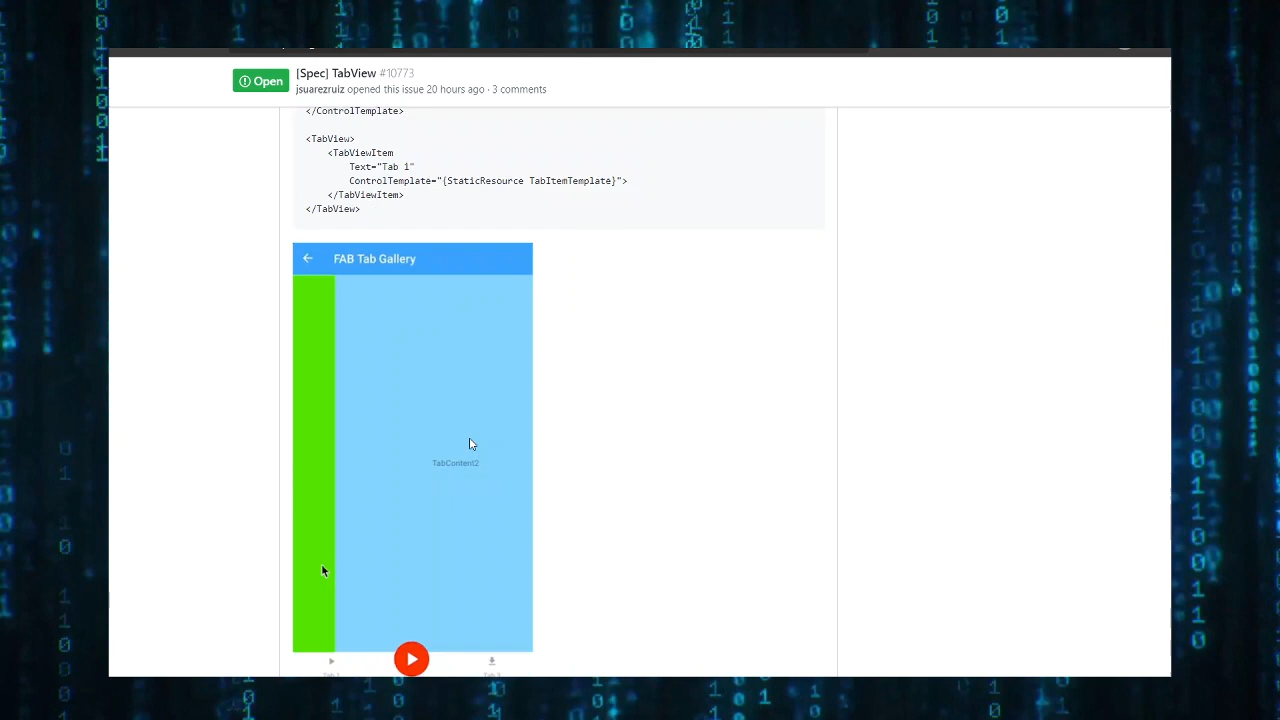 Open
[Spec] TabView #10773
jsuarezruiz opened this issue 20 hours ago · 3 comments
</ControlTemplate>
<TabView>
<TabViewItem
Text="Tab 1"
ControlTemplate="{StaticResource TabItemTemplate}">
</TabViewItem>
</TabView>
FAB Tab Gallery
TabContent2